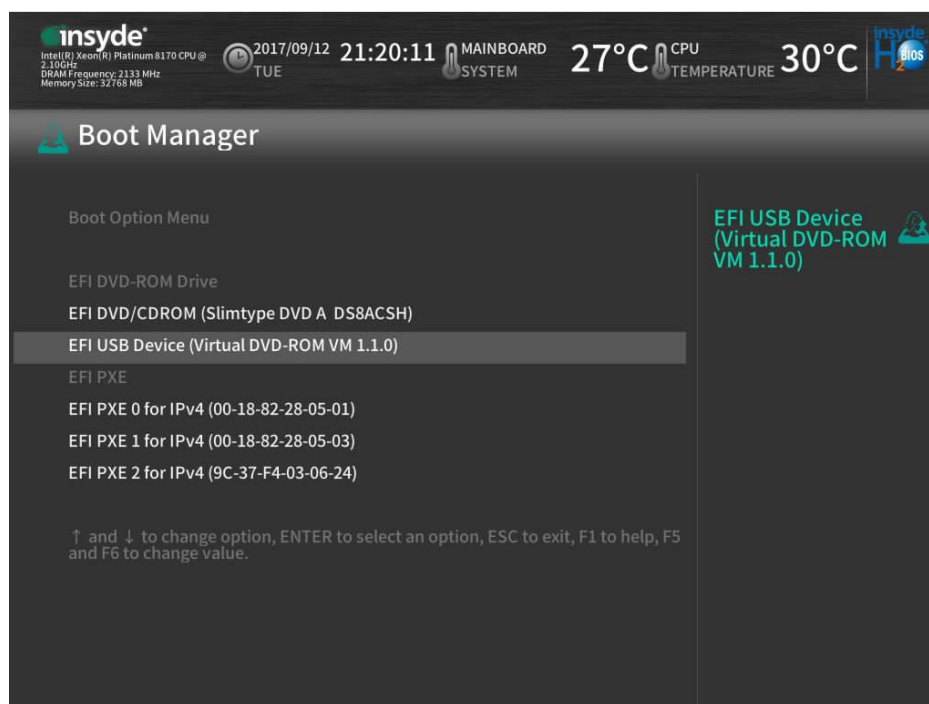 insyde®
Intel(R) Xeon(R) Platinum 8170 CPU @
2.10GHz
DRAM Frequency: 2133 MHz
Memory Size: 32768 MB
2017/09/12
TUE
21:20:11
MAINBOARD
SYSTEM
27°C
CPU
TEMPERATURE
30°C
insyde
H2O BIOS
Boot Manager
Boot Option Menu
EFI DVD-ROM Drive
EFI DVD/CDROM (Slimtype DVD A DS8ACSH)
EFI USB Device (Virtual DVD-ROM VM 1.1.0)
EFI PXE
EFI PXE 0 for IPv4 (00-18-82-28-05-01)
EFI PXE 1 for IPv4 (00-18-82-28-05-03)
EFI PXE 2 for IPv4 (9C-37-F4-03-06-24)
↑ and ↓ to change option, ENTER to select an option, ESC to exit, F1 to help, F5
and F6 to change value.
EFI USB Device
(Virtual DVD-ROM
VM 1.1.0)